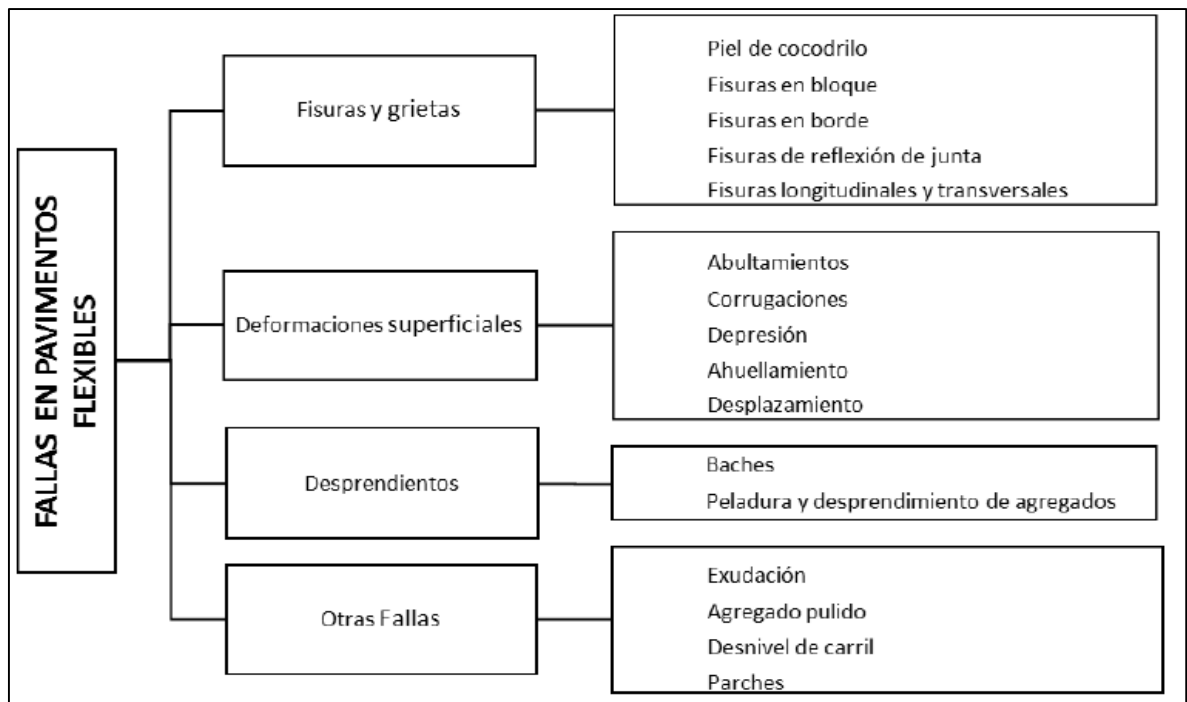 FALLAS EN PAVIMENTOS
FLEXIBLES
Fisuras y grietas
Piel de cocodrilo
Fisuras en bloque
Fisuras en borde
Fisuras de reflexión de junta
Fisuras longitudinales y transversales
Deformaciones superficiales
Abultamientos
Corrugaciones
Depresión
Ahuellamiento
Desplazamiento
Desprendientos
Baches
Peladura y desprendimiento de agregados
Otras Fallas
Exudación
Agregado pulido
Desnivel de carril
Parches